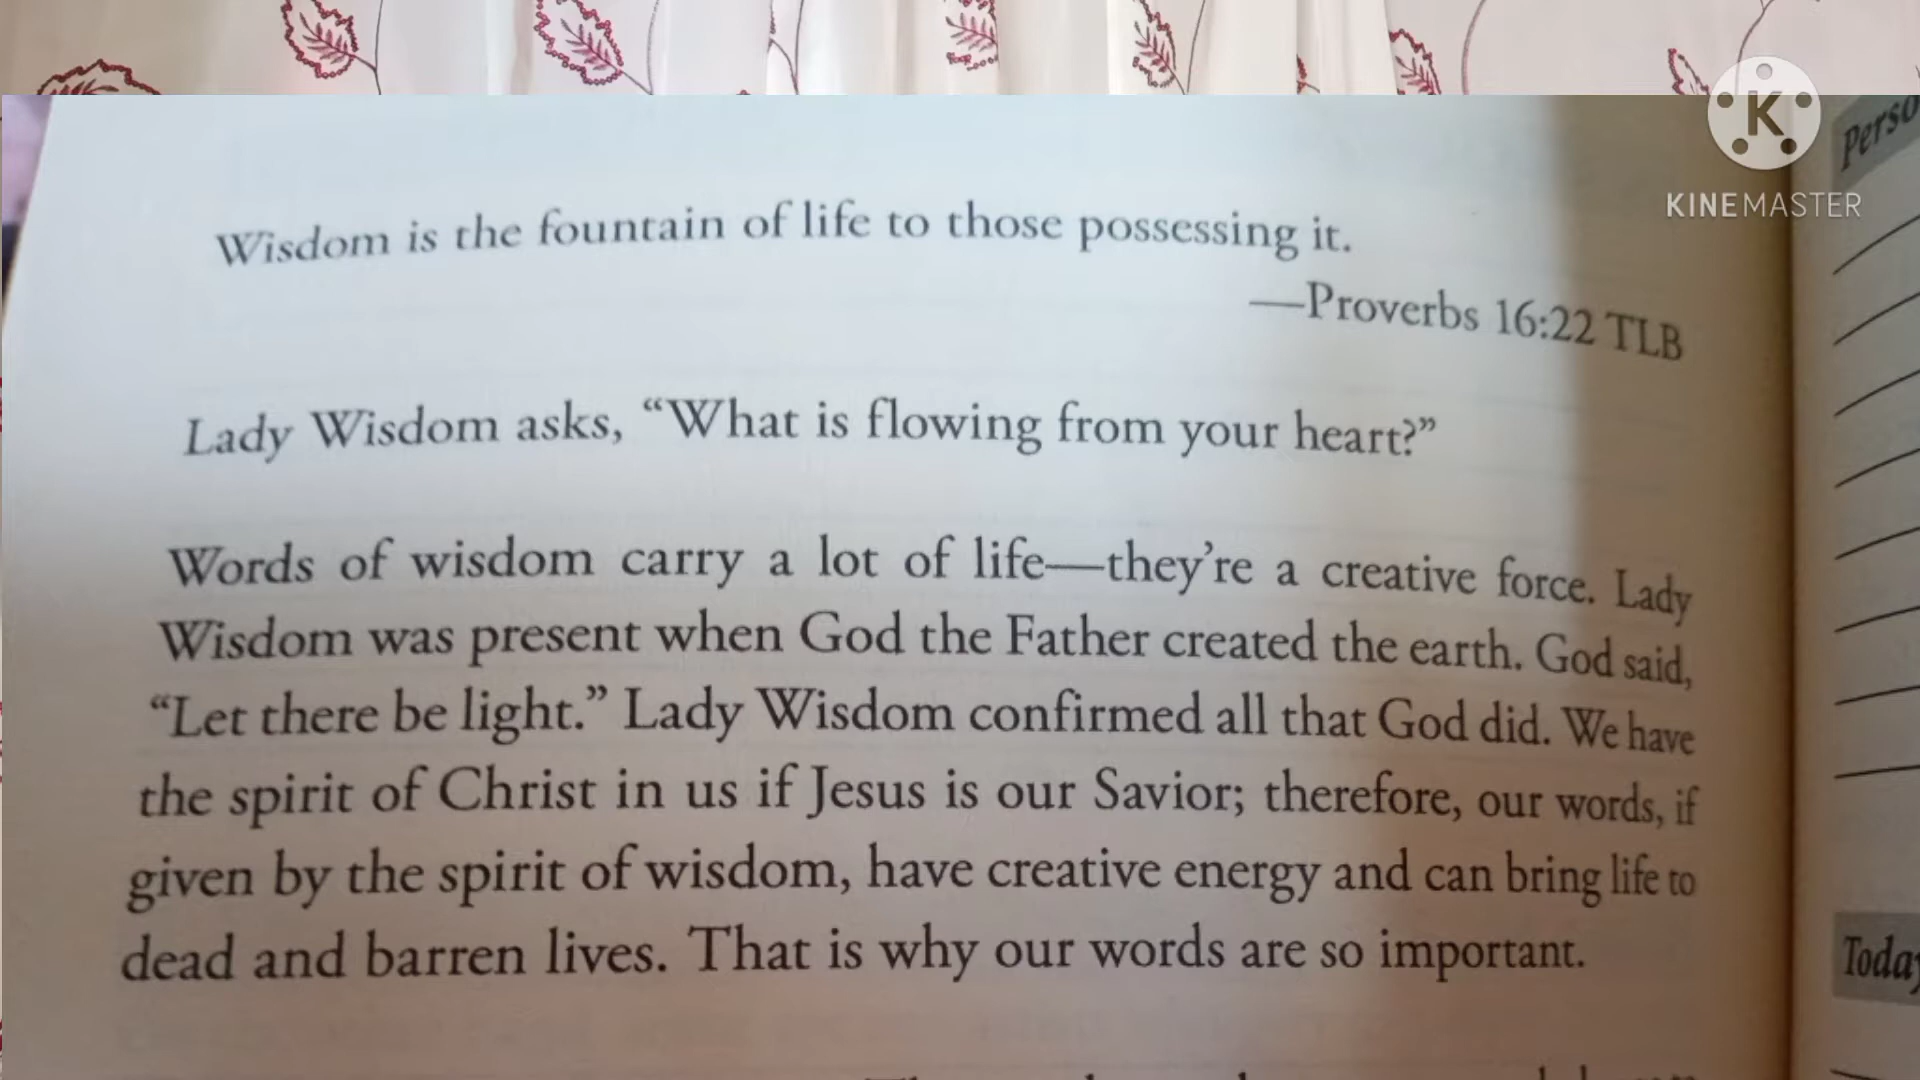 Wisdom is the fountain of life to those possessing it.
—Proverbs 16:22 TLB
Lady Wisdom asks, “What is flowing from your heart?”
Words of wisdom carry a lot of life—they’re a creative force. Lady
Wisdom was present when God the Father created the earth. God said,
“Let there be light.” Lady Wisdom confirmed all that God did. We have
the spirit of Christ in us if Jesus is our Savior; therefore, our words, if
given by the spirit of wisdom, have creative energy and can bring life to
dead and barren lives. That is why our words are so important.
K
KINEMASTER
Perso
Today